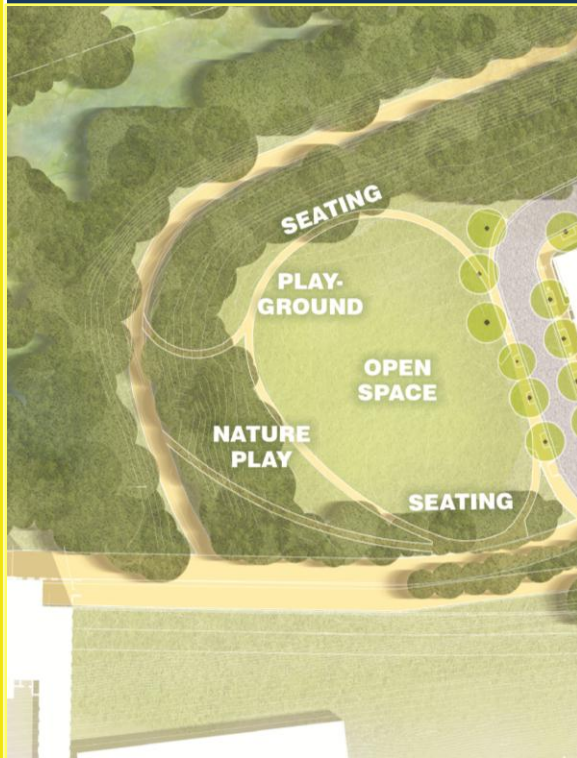 SEATING
PLAY-
GROUND
OPEN
SPACE
NATURE
PLAY
SEATING